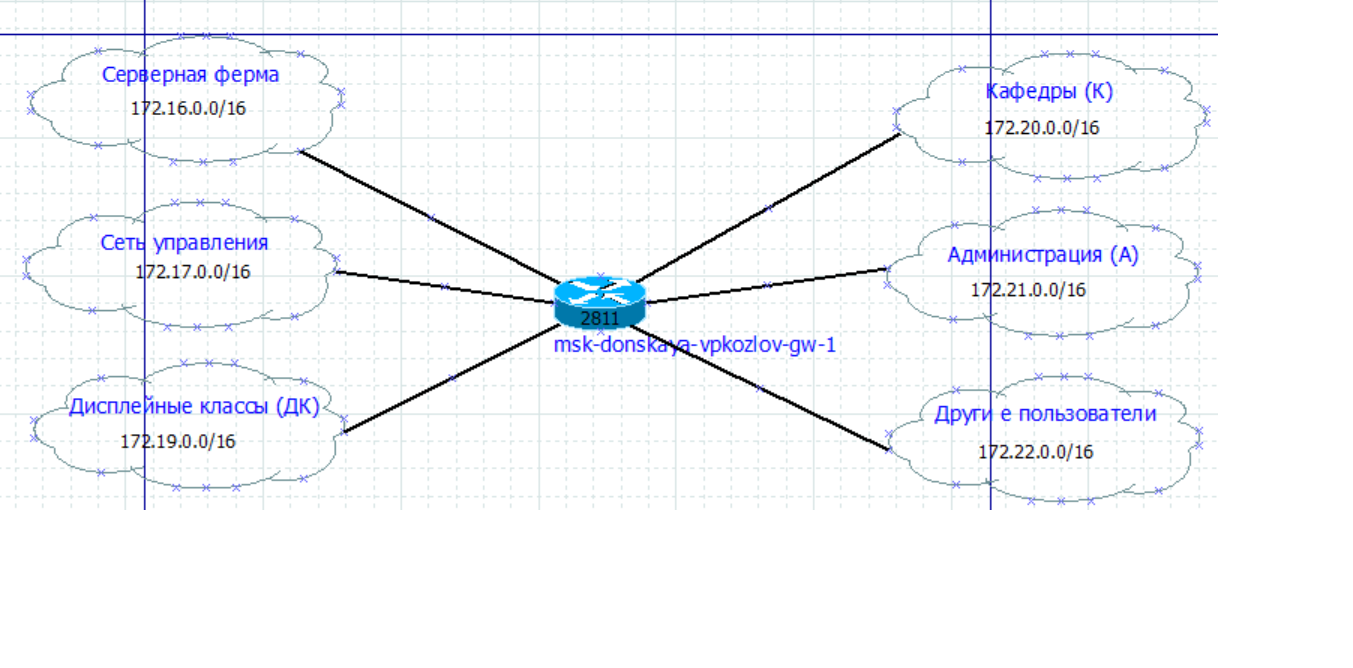 Серверная ферма
172.16.0.0/16
Кафедры (К)
172.20.0.0/16
Сеть управления
172.17.0.0/16
Администрация (А)
172.21.0.0/16
2811
msk-donskaya-vpkozlov-gw-1
Дисплейные классы (ДК)
172.19.0.0/16
Други е пользователи
172.22.0.0/16